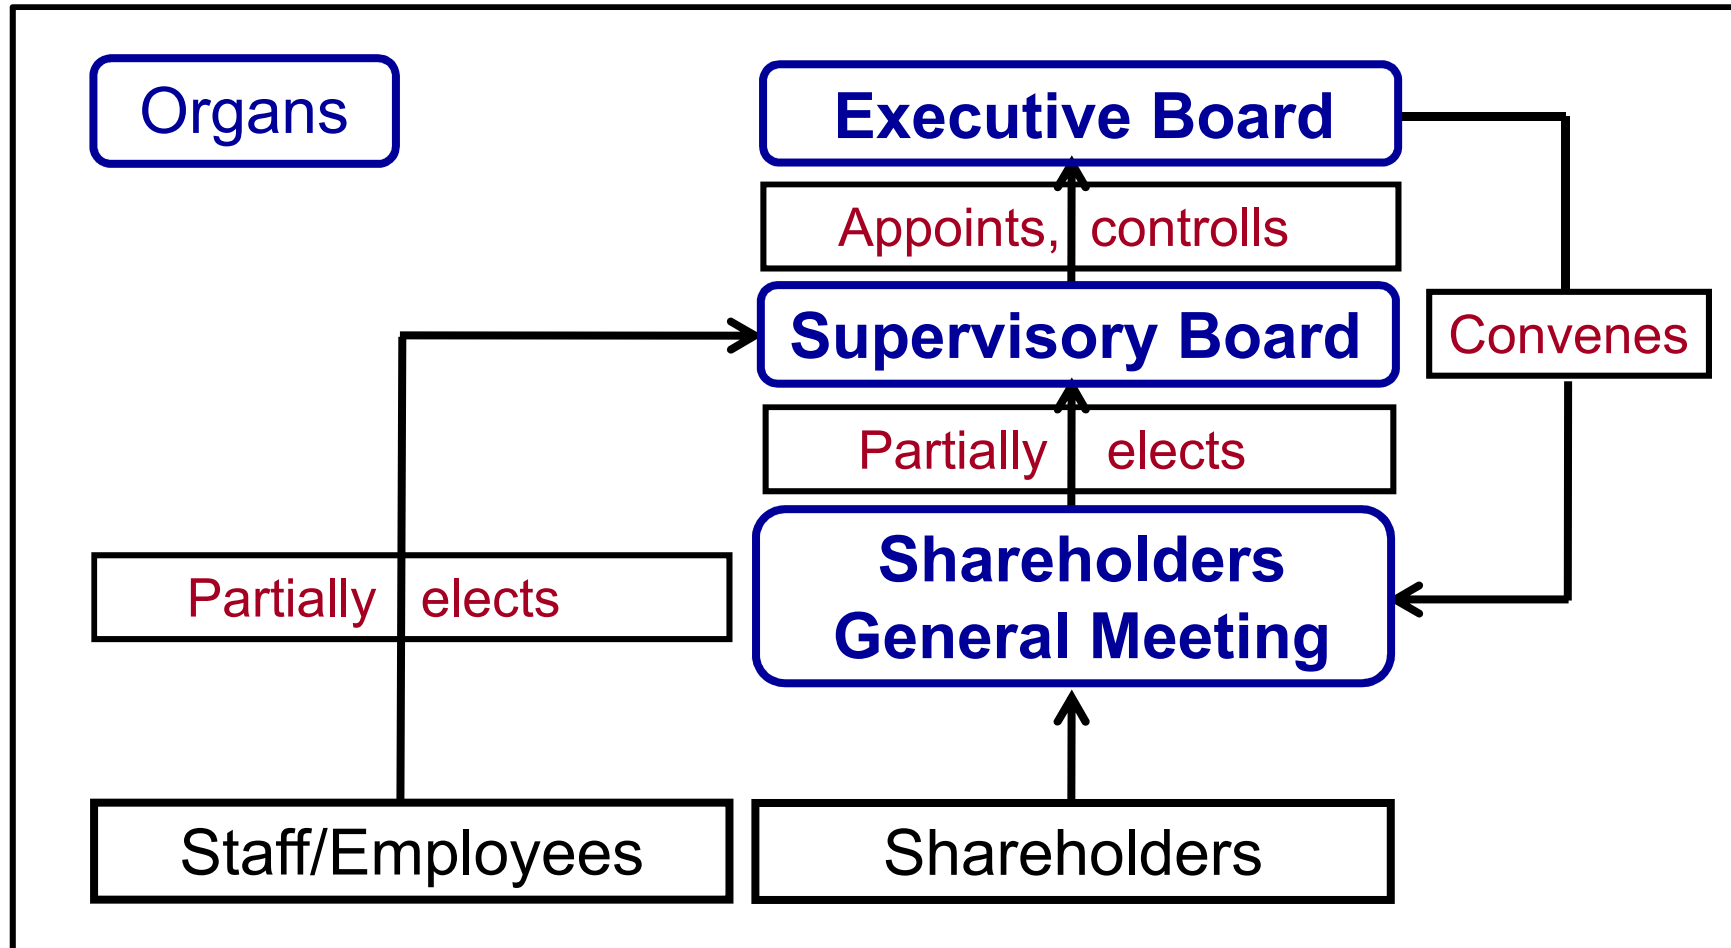 Organs
Executive Board
Appoints, controlls
Supervisory Board
Convenes
Partially elects
Shareholders
General Meeting
Partially elects
Staff/Employees
Shareholders